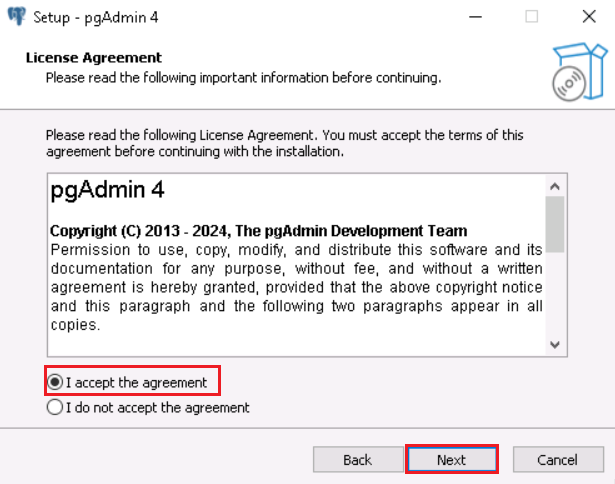 Setup - pgAdmin 4
License Agreement
Please read the following important information before continuing.
Please read the following License Agreement. You must accept the terms of this
agreement before continuing with the installation.
pgAdmin 4
Copyright (C) 2013 - 2024, The pgAdmin Development Team
Permission to use, copy, modify, and distribute this software and its
documentation for any purpose, without fee, and without a written
agreement is hereby granted, provided that the above copyright notice
and this paragraph and the following two paragraphs appear in all
copies.
I accept the agreement
I do not accept the agreement
Back Next Cancel